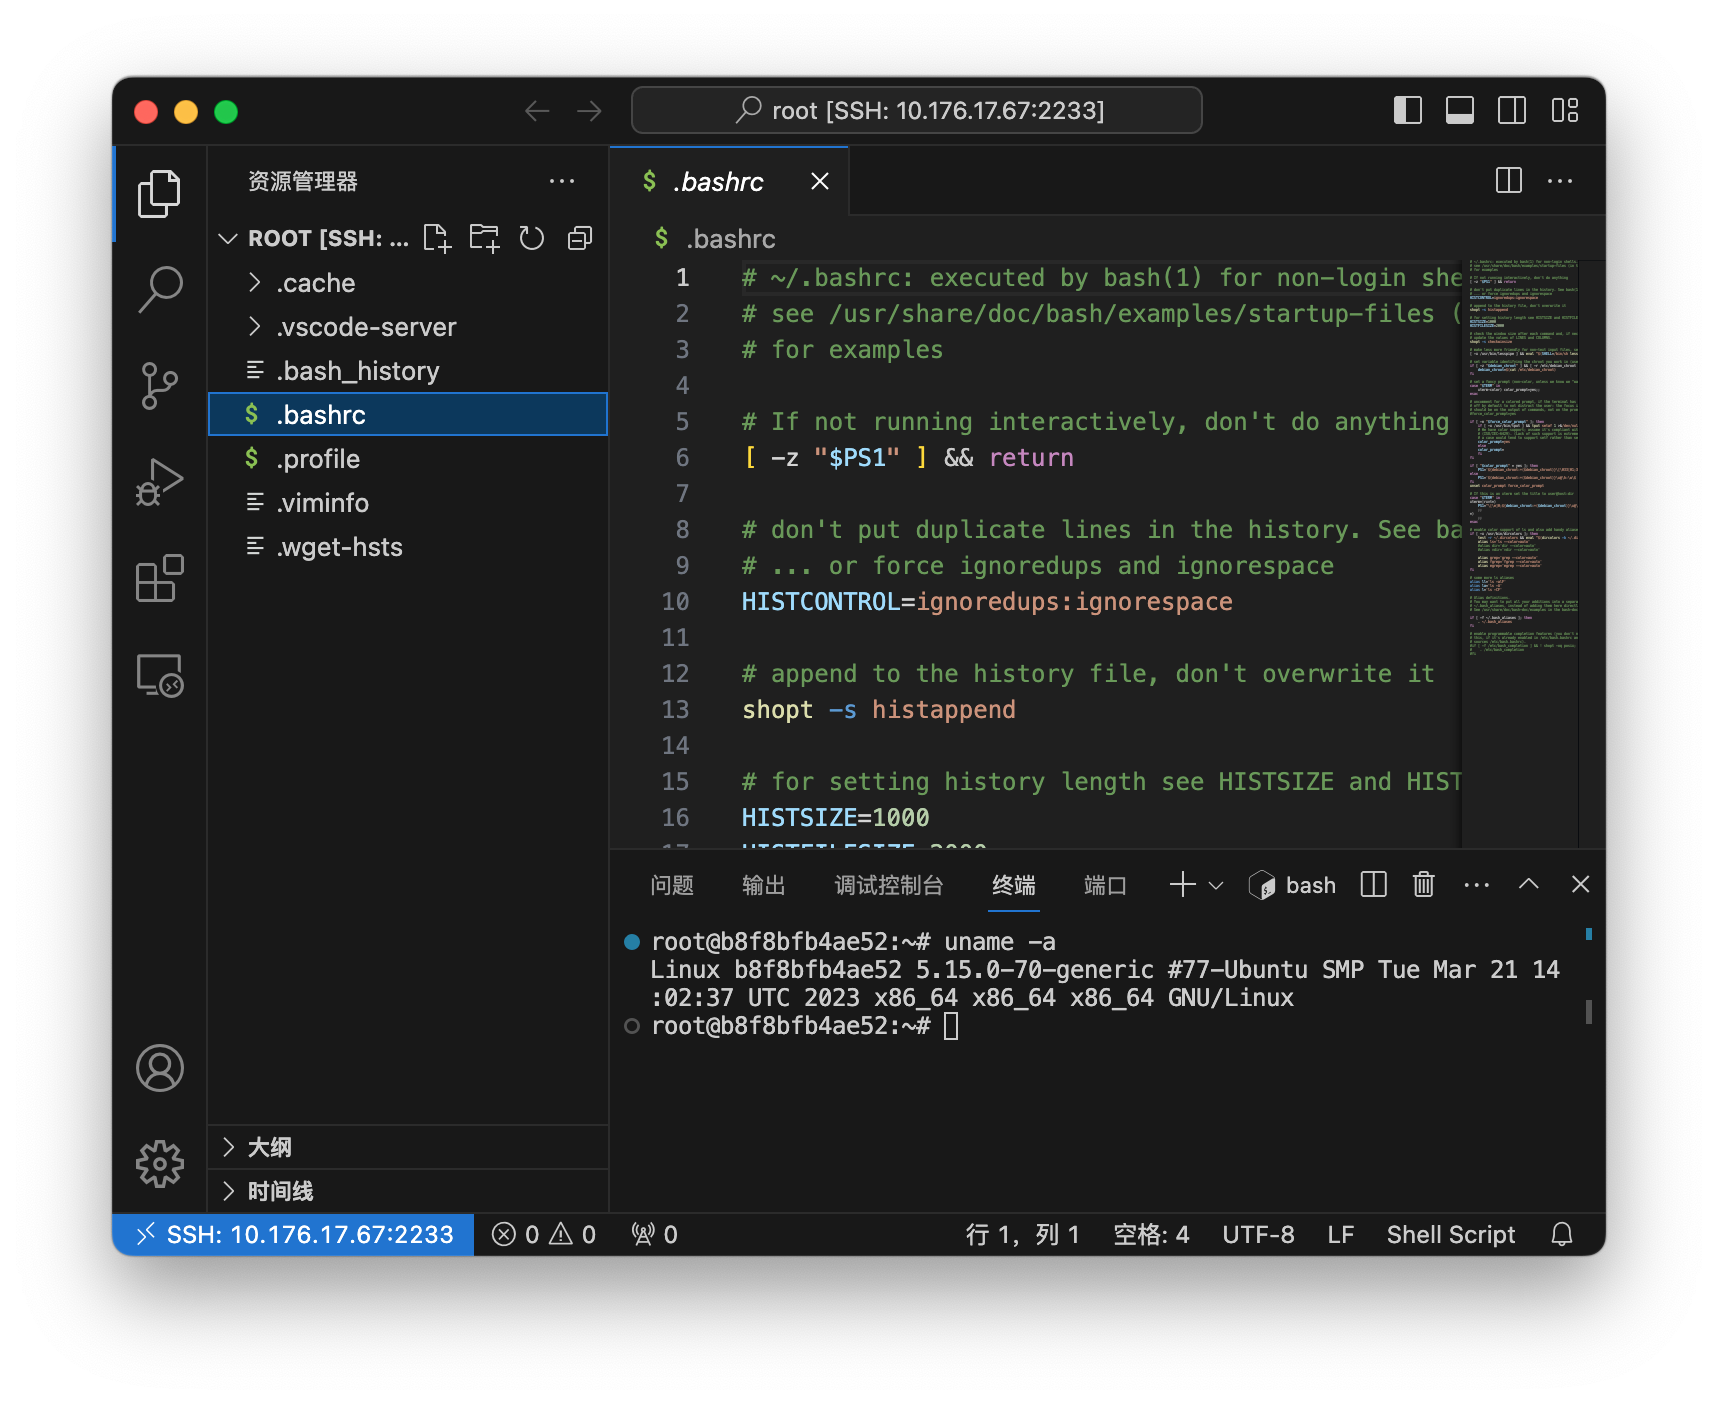 root [SSH: 10.176.17.67:2233]
资源管理器
ROOT [SSH: ...
.cache
.vscode-server
.bash_history
$ .bashrc
$ .profile
.viminfo
.wget-hsts
大纲
时间线
$ .bashrc
$ .bashrc
1 # ~/.bashrc: executed by bash(1) for non-login she
2 # see /usr/share/doc/bash/examples/startup-files (
3 # for examples
4
5 # If not running interactively, don't do anything
6 [ -z "$PS1" ] && return
7
8 # don't put duplicate lines in the history. See ba
9 # ... or force ignoredups and ignorespace
10 HISTCONTROL=ignoredups:ignorespace
11
12 # append to the history file, don't overwrite it
13 shopt -s histappend
14
15 # for setting history length see HISTSIZE and HIST
16 HISTSIZE=1000
17 HISTFILESIZE=2000
问题 输出 调试控制台 终端 端口 bash
root@b8f8bfb4ae52:~# uname -a
Linux b8f8bfb4ae52 5.15.0-70-generic #77-Ubuntu SMP Tue Mar 21 14
:02:37 UTC 2023 x86_64 x86_64 x86_64 GNU/Linux
root@b8f8bfb4ae52:~#
SSH: 10.176.17.67:2233 0 0 0 行 1，列 1 空格: 4 UTF-8 LF Shell Script